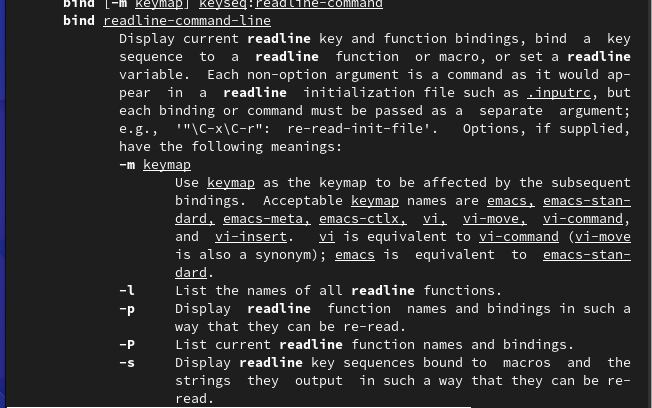 bind [-m keymap] keyseq:readline-command
bind readline-command-line
Display current readline key and function bindings, bind a key
sequence to a readline function or macro, or set a readline
variable. Each non-option argument is a command as it would ap-
pear in a readline initialization file such as .inputrc, but
each binding or command must be passed as a separate argument;
e.g., '"\C-x\C-r": re-read-init-file'. Options, if supplied,
have the following meanings:
-m keymap
Use keymap as the keymap to be affected by the subsequent
bindings. Acceptable keymap names are emacs, emacs-stan-
dard, emacs-meta, emacs-ctlx, vi, vi-move, vi-command,
and vi-insert. vi is equivalent to vi-command (vi-move
is also a synonym); emacs is equivalent to emacs-stan-
dard.
-l List the names of all readline functions.
-p Display readline function names and bindings in such a
way that they can be re-read.
-P List current readline function names and bindings.
-s Display readline key sequences bound to macros and the
strings they output in such a way that they can be re-
read.